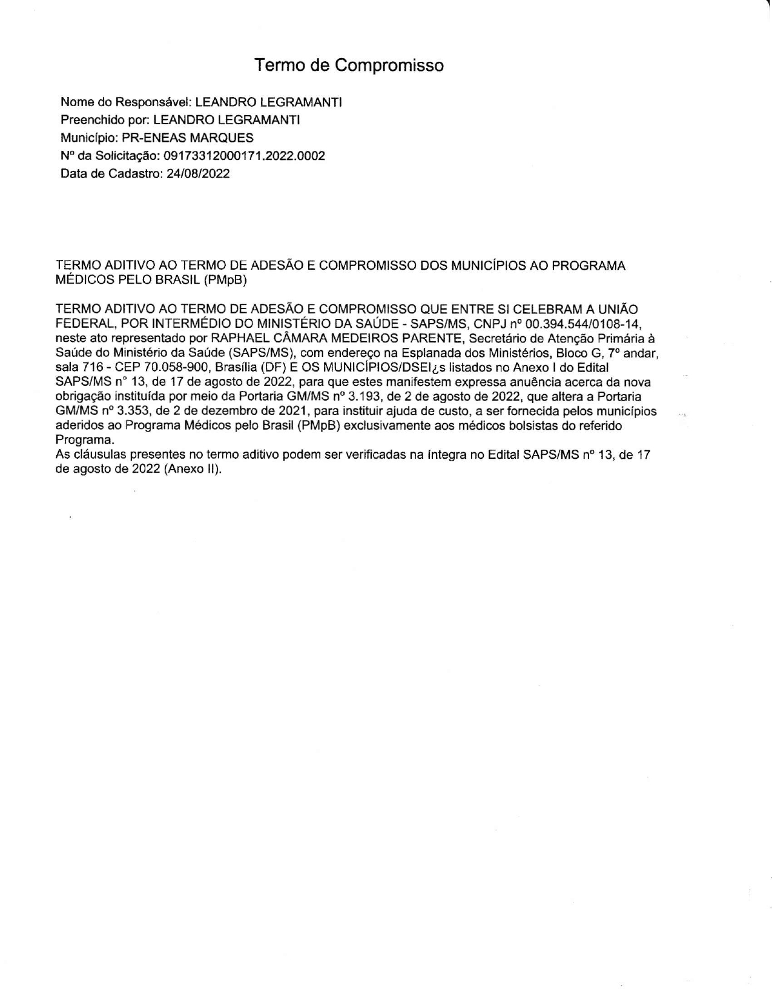 Termo de Compromisso
Nome do Responsável: LEANDRO LEGRAMANTI
Preenchido por: LEANDRO LEGRAMANTI
Município: PR-ENEAS MARQUES
Nº da Solicitação: 09173312000171.2022.0002
Data de Cadastro: 24/08/2022
TERMO ADITIVO AO TERMO DE ADESÃO E COMPROMISSO DOS MUNICÍPIOS AO PROGRAMA
MÉDICOS PELO BRASIL (PMpB)
TERMO ADITIVO AO TERMO DE ADESÃO E COMPROMISSO QUE ENTRE SI CELEBRAM A UNIÃO
FEDERAL, POR INTERMÉDIO DO MINISTÉRIO DA SAÚDE - SAPS/MS, CNPJ nº 00.394.544/0108-14,
neste ato representado por RAPHAEL CÂMARA MEDEIROS PARENTE, Secretário de Atenção Primária à
Saúde do Ministério da Saúde (SAPS/MS), com endereço na Esplanada dos Ministérios, Bloco G, 7º andar,
sala 716 - CEP 70.058-900, Brasília (DF) E OS MUNICÍPIOS/DSEI¿s listados no Anexo I do Edital
SAPS/MS n° 13, de 17 de agosto de 2022, para que estes manifestem expressa anuência acerca da nova
obrigação instituída por meio da Portaria GM/MS nº 3.193, de 2 de agosto de 2022, que altera a Portaria
GM/MS nº 3.353, de 2 de dezembro de 2021, para instituir ajuda de custo, a ser fornecida pelos municípios
aderidos ao Programa Médicos pelo Brasil (PMpB) exclusivamente aos médicos bolsistas do referido
Programa.
As cláusulas presentes no termo aditivo podem ser verificadas na íntegra no Edital SAPS/MS nº 13, de 17
de agosto de 2022 (Anexo II).